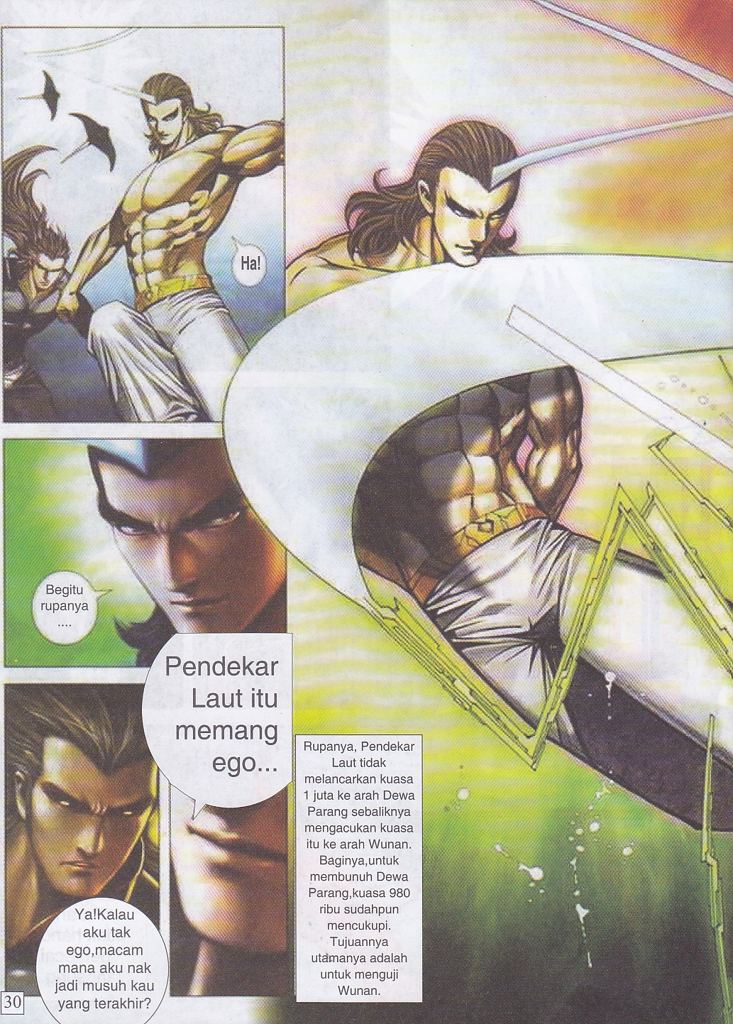 Ha!
Begitu
rupanya
....
Pendekar
Laut itu
memang
ego...
Ya!Kalau
aku tak
ego,macam
mana aku nak
jadi musuh kau
yang terakhir?
Rupanya, Pendekar
Laut tidak
melancarkan kuasa
1 juta ke arah Dewa
Parang sebaliknya
mengacukan kuasa
itu ke arah Wunan.
Baginya,untuk
membunuh Dewa
Parang,kuasa 980
ribu sudahpun
mencukupi.
Tujuannya
utamanya adalah
untuk menguji
Wunan.
30